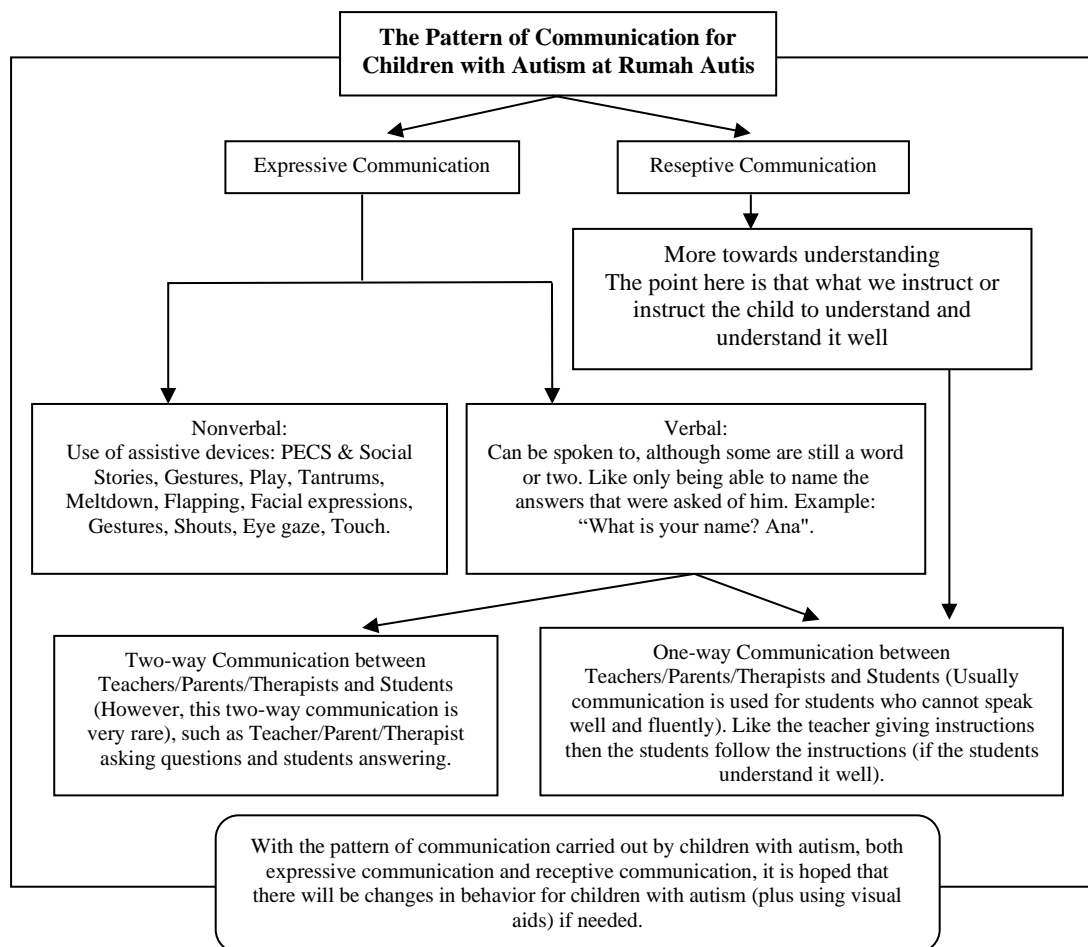 The Pattern of Communication for
Children with Autism at Rumah Autis
Expressive Communication
Reseptive Communication
More towards understanding
The point here is that what we instruct or
instruct the child to understand and
understand it well
Nonverbal:
Use of assistive devices: PECS & Social
Stories, Gestures, Play, Tantrums,
Meltdown, Flapping, Facial expressions,
Gestures, Shouts, Eye gaze, Touch.
Verbal:
Can be spoken to, although some are still a word
or two. Like only being able to name the
answers that were asked of him. Example:
“What is your name? Ana".
Two-way Communication between
Teachers/Parents/Therapists and Students
(However, this two-way communication is
very rare), such as Teacher/Parent/Therapist
asking questions and students answering.
One-way Communication between
Teachers/Parents/Therapists and Students (Usually
communication is used for students who cannot speak
well and fluently). Like the teacher giving instructions
then the students follow the instructions (if the students
understand it well).
With the pattern of communication carried out by children with autism, both
expressive communication and receptive communication, it is hoped that
there will be changes in behavior for children with autism (plus using visual
aids) if needed.